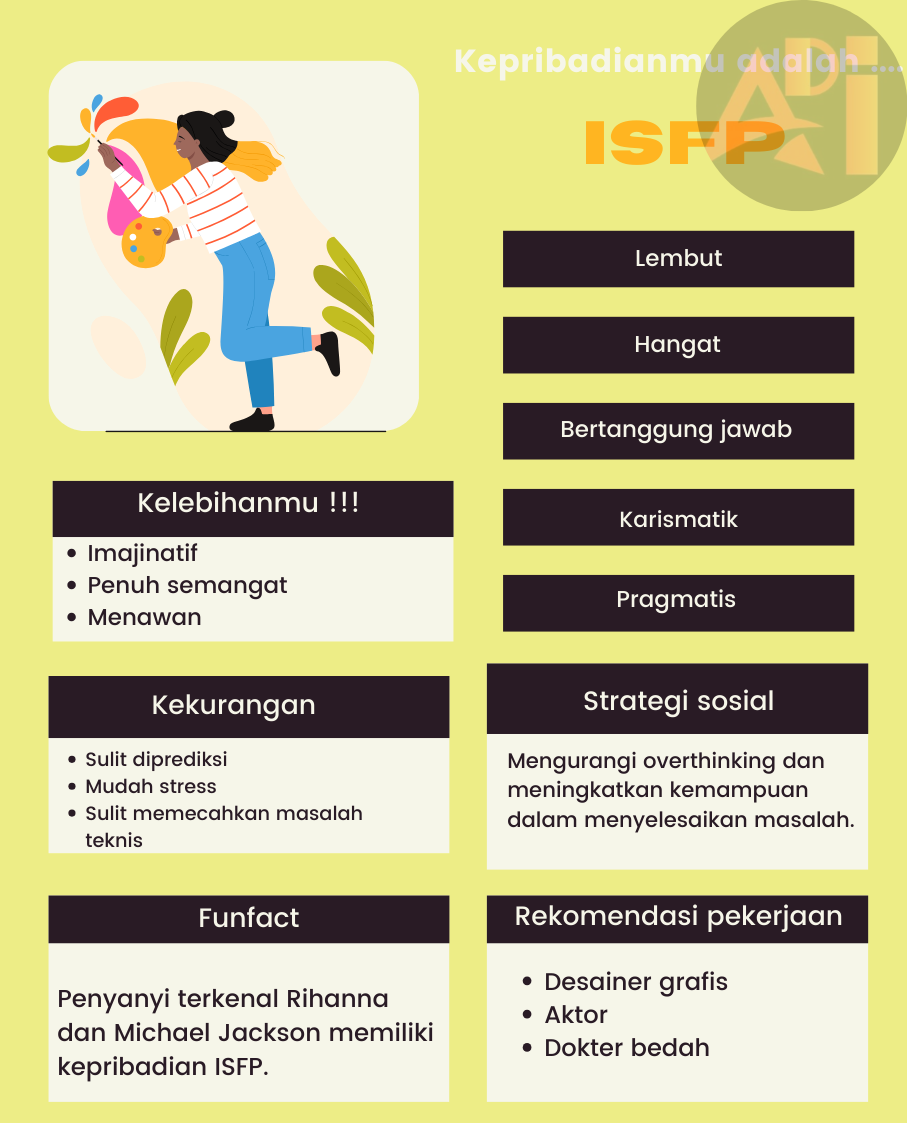 Kepribadianmu adalah ....
ISFP
ADI
Lembut
Hangat
Bertanggung jawab
Karismatik
Pragmatis
Kelebihanmu !!!
Imajinatif
Penuh semangat
Menawan
Kekurangan
Sulit diprediksi
Mudah stress
Sulit memecahkan masalah
teknis
Strategi sosial
Mengurangi overthinking dan
meningkatkan kemampuan
dalam menyelesaikan masalah.
Funfact
Penyanyi terkenal Rihanna
dan Michael Jackson memiliki
kepribadian ISFP.
Rekomendasi pekerjaan
Desainer grafis
Aktor
Dokter bedah